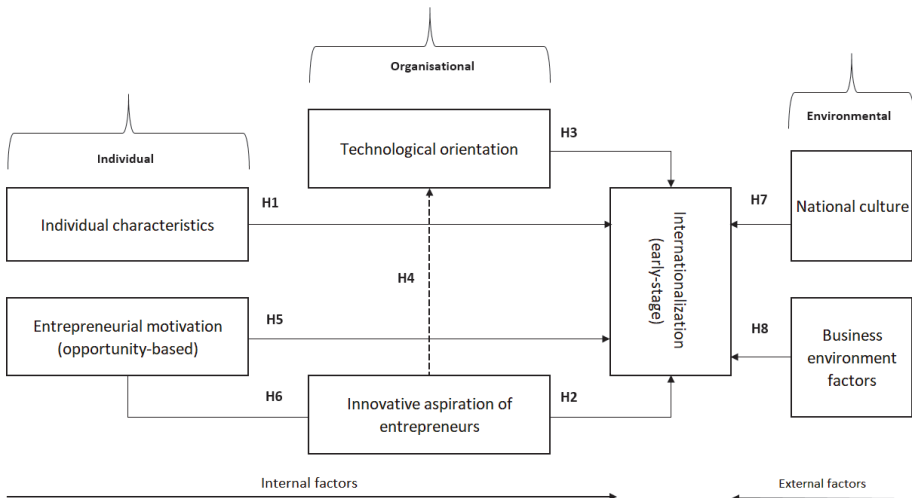 Organisational
Environmental
Individual
Technological orientation
H3
Individual characteristics
H1
Internationalization
(early-stage)
H7
National culture
H4
Entrepreneurial motivation
(opportunity-based)
H5
H8
Business
environment
factors
H6
Innovative aspiration of
entrepreneurs
H2
Internal factors
External factors